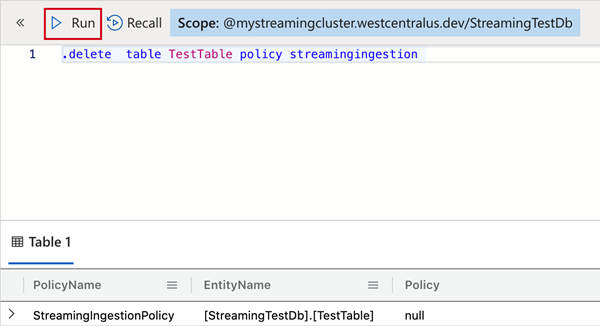 « Run Recall Scope: @mystreamingcluster.westcentralus.dev/StreamingTestDb
1 .delete  table TestTable policy streamingingestion
Table 1
PolicyName EntityName Policy
StreamingIngestionPolicy [StreamingTestDb].[TestTable] null